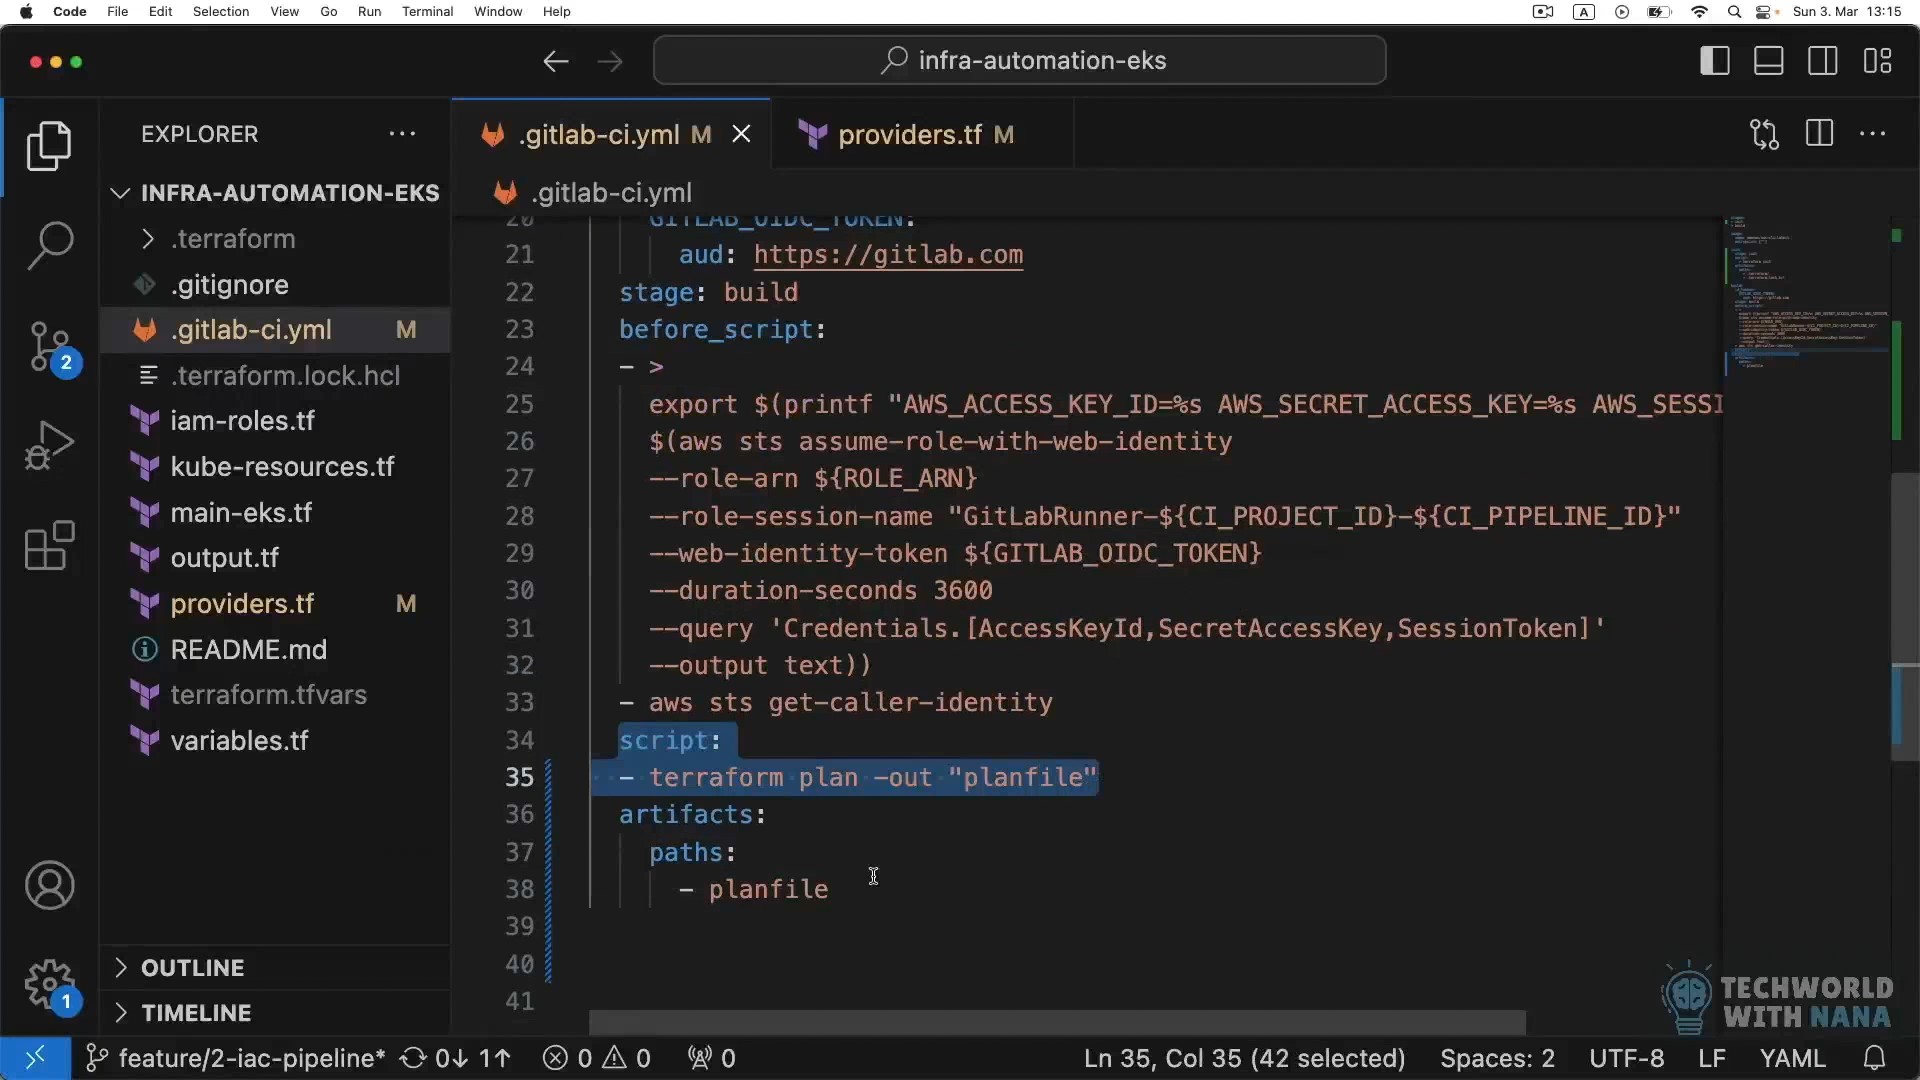 Code File Edit Selection View Go Run Terminal Window Help A Sun 3. Mar 13:15
infra-automation-eks
EXPLORER
.gitlab-ci.yml M
providers.tf M
INFRA-AUTOMATION-EKS
.terraform
.gitignore
.gitlab-ci.yml M
.terraform.lock.hcl
iam-roles.tf
kube-resources.tf
main-eks.tf
output.tf
providers.tf M
README.md
terraform.tfvars
variables.tf
OUTLINE
TIMELINE
2
1
.gitlab-ci.yml
20 GITLAB_OIDC_TOKEN:
21 aud: https://gitlab.com
22 stage: build
23 before_script:
24 - >
25 export $(printf "AWS_ACCESS_KEY_ID=%s AWS_SECRET_ACCESS_KEY=%s AWS_SESSI
26 $(aws sts assume-role-with-web-identity
27 --role-arn ${ROLE_ARN}
28 --role-session-name "GitLabRunner-${CI_PROJECT_ID}-${CI_PIPELINE_ID}"
29 --web-identity-token ${GITLAB_OIDC_TOKEN}
30 --duration-seconds 3600
31 --query 'Credentials.[AccessKeyId,SecretAccessKey,SessionToken]'
32 --output text))
33 - aws sts get-caller-identity
34 script:
35 - terraform plan -out "planfile"
36 artifacts:
37 paths:
38 - planfile
39
40
41
TECHWORLD
WITH NANA
feature/2-iac-pipeline* 0↓ 1↑ 0 0 0 Ln 35, Col 35 (42 selected) Spaces: 2 UTF-8 LF YAML